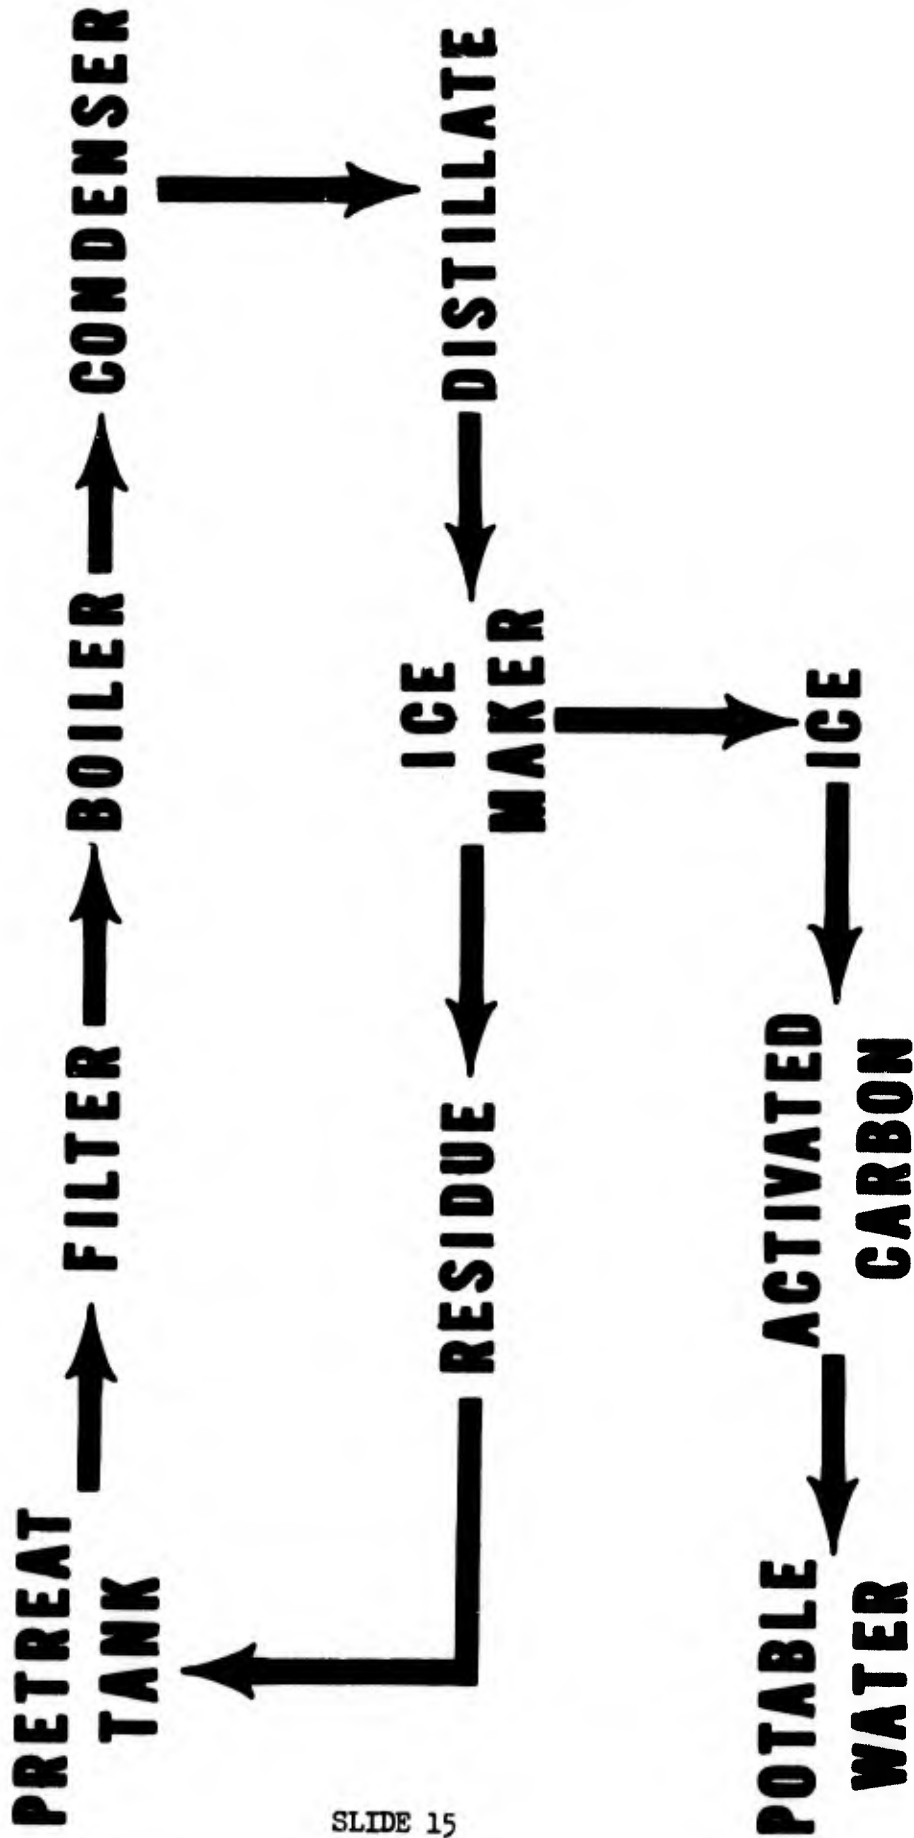 PRETREAT
TANK
FILTER
BOILER
CONDENSER
DISTILLATE
ICE
MAKER
RESIDUE
ICE
ACTIVATED
CARBON
POTABLE
WATER
SLIDE 15